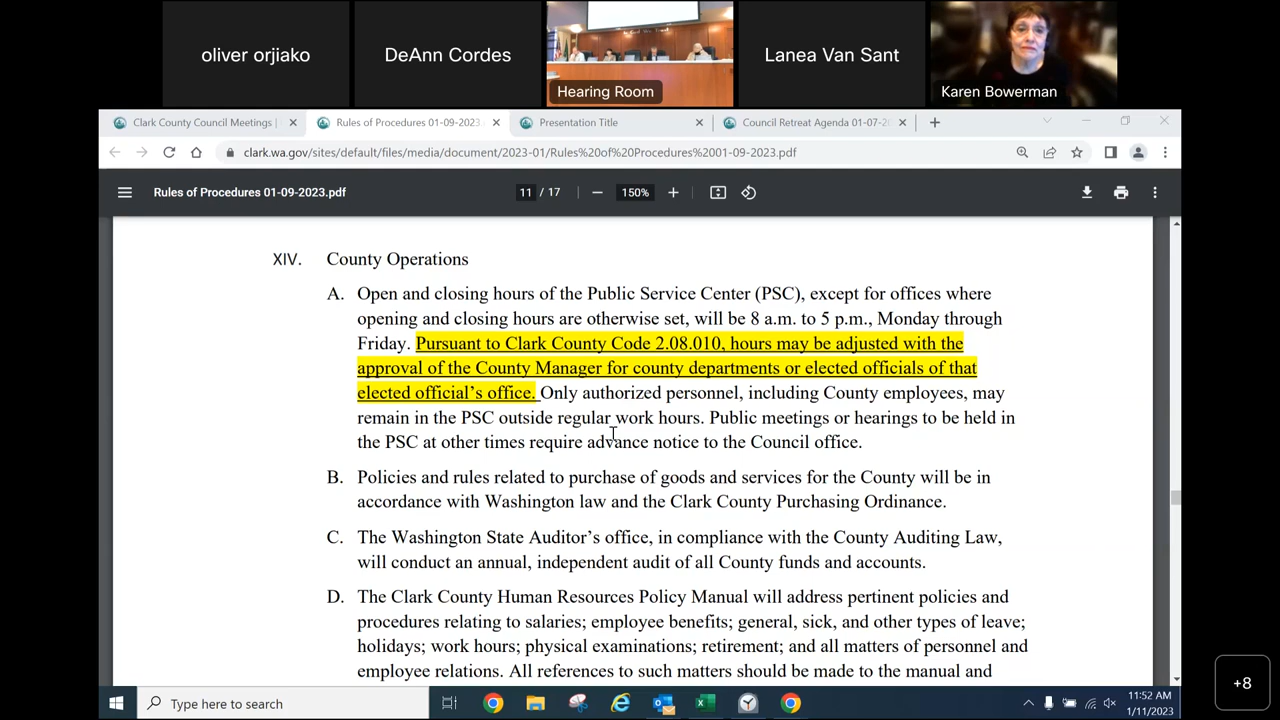 oliver orjiako
DeAnn Cordes
Hearing Room
Lanea Van Sant
Karen Bowerman
Clark County Council Meetings |
Rules of Procedures 01-09-2023.
Presentation Title
Council Retreat Agenda 01-07-2
clark.wa.gov/sites/default/files/media/document/2023-01/Rules%20of%20Procedures%2001-09-2023.pdf
Rules of Procedures 01-09-2023.pdf
11 / 17
150%
XIV. County Operations
A. Open and closing hours of the Public Service Center (PSC), except for offices where
opening and closing hours are otherwise set, will be 8 a.m. to 5 p.m., Monday through
Friday. Pursuant to Clark County Code 2.08.010, hours may be adjusted with the
approval of the County Manager for county departments or elected officials of that
elected official’s office. Only authorized personnel, including County employees, may
remain in the PSC outside regular work hours. Public meetings or hearings to be held in
the PSC at other times require advance notice to the Council office.
B. Policies and rules related to purchase of goods and services for the County will be in
accordance with Washington law and the Clark County Purchasing Ordinance.
C. The Washington State Auditor’s office, in compliance with the County Auditing Law,
will conduct an annual, independent audit of all County funds and accounts.
D. The Clark County Human Resources Policy Manual will address pertinent policies and
procedures relating to salaries; employee benefits; general, sick, and other types of leave;
holidays; work hours; physical examinations; retirement; and all matters of personnel and
employee relations. All references to such matters should be made to the manual and
Type here to search
11:52 AM
1/11/2023
+8